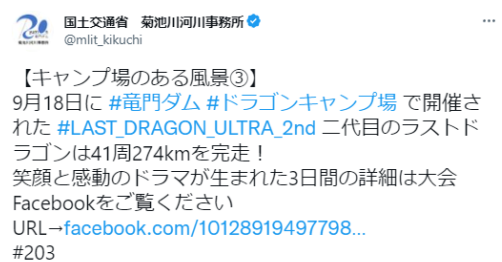 国土交通省　菊池川河川事務所
@mlit_kikuchi
【キャンプ場のある風景③】
9月18日に #竜門ダム #ドラゴンキャンプ場 で開催さ
れた #LAST_DRAGON_ULTRA_2nd 二代目のラストド
ラゴンは41周274kmを完走！
笑顔と感動のドラマが生まれた3日間の詳細は大会
Facebookをご覧ください
URL→facebook.com/10128919497798...
#203